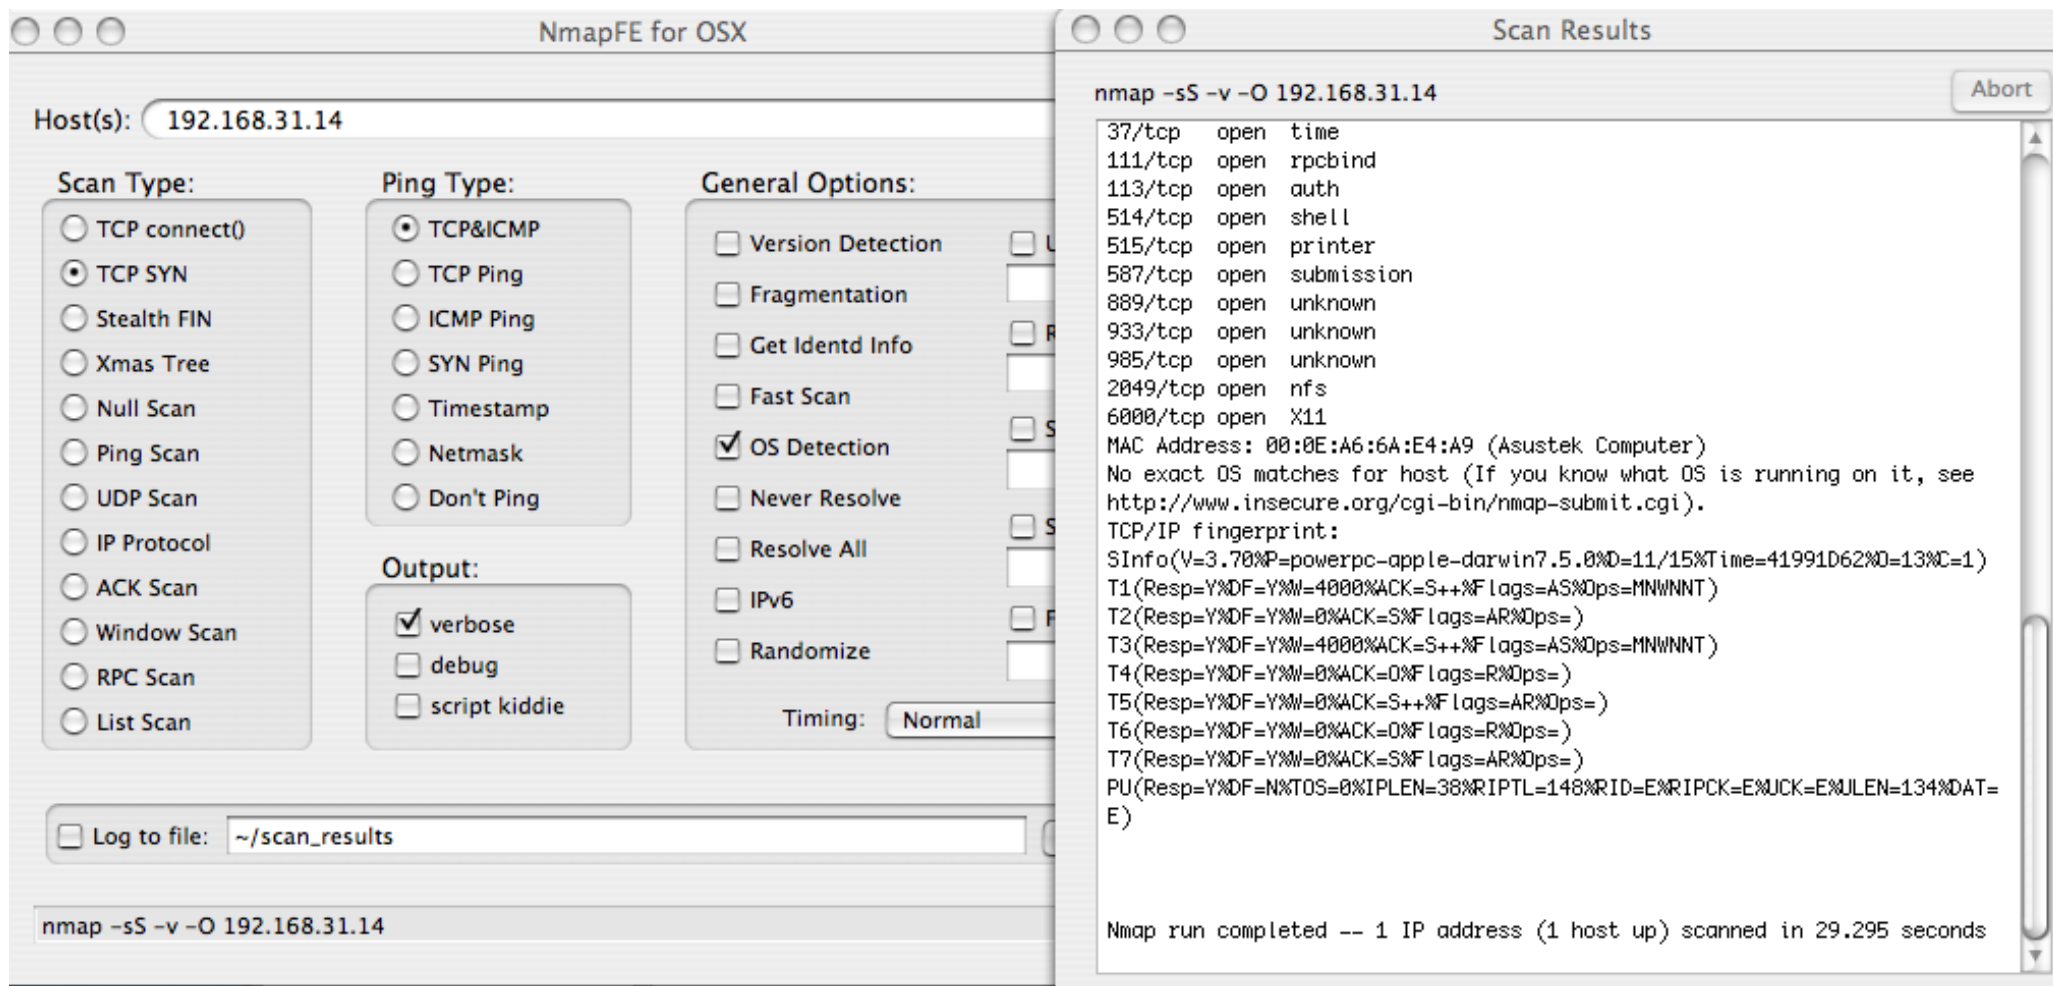 NmapFE for OSX
Host(s): 192.168.31.14
Scan Type:
TCP connect()
TCP SYN
Stealth FIN
Xmas Tree
Null Scan
Ping Scan
UDP Scan
IP Protocol
ACK Scan
Window Scan
RPC Scan
List Scan
Ping Type:
TCP&ICMP
TCP Ping
ICMP Ping
SYN Ping
Timestamp
Netmask
Don't Ping
Output:
verbose
debug
script kiddie
General Options:
Version Detection
Fragmentation
Get Identd Info
Fast Scan
OS Detection
Never Resolve
Resolve All
IPv6
Randomize
Timing: Normal
Log to file: ~/scan_results
nmap -sS -v -O 192.168.31.14
Scan Results
nmap -sS -v -O 192.168.31.14
Abort
37/tcp open time
111/tcp open rpcbind
113/tcp open auth
514/tcp open shell
515/tcp open printer
587/tcp open submission
889/tcp open unknown
933/tcp open unknown
985/tcp open unknown
2049/tcp open nfs
6000/tcp open X11
MAC Address: 00:0E:A6:6A:E4:A9 (Asustek Computer)
No exact OS matches for host (If you know what OS is running on it, see
http://www.insecure.org/cgi-bin/nmap-submit.cgi).
TCP/IP fingerprint:
SInfo(V=3.70%P=powerpc-apple-darwin7.5.0%D=11/15%Time=41991D62%O=13%C=1)
T1(Resp=Y%DF=Y%W=4000%ACK=S++%Flags=AS%Ops=MNWNNT)
T2(Resp=Y%DF=Y%W=0%ACK=S%Flags=AR%Ops=)
T3(Resp=Y%DF=Y%W=4000%ACK=S++%Flags=AS%Ops=MNWNNT)
T4(Resp=Y%DF=Y%W=0%ACK=O%Flags=R%Ops=)
T5(Resp=Y%DF=Y%W=0%ACK=S++%Flags=AR%Ops=)
T6(Resp=Y%DF=Y%W=0%ACK=O%Flags=R%Ops=)
T7(Resp=Y%DF=Y%W=0%ACK=S%Flags=AR%Ops=)
PU(Resp=Y%DF=N%TOS=0%IPLEN=38%RIPTL=148%RID=E%RIPCK=E%UCK=E%ULEN=134%DAT=
E)
Nmap run completed -- 1 IP address (1 host up) scanned in 29.295 seconds